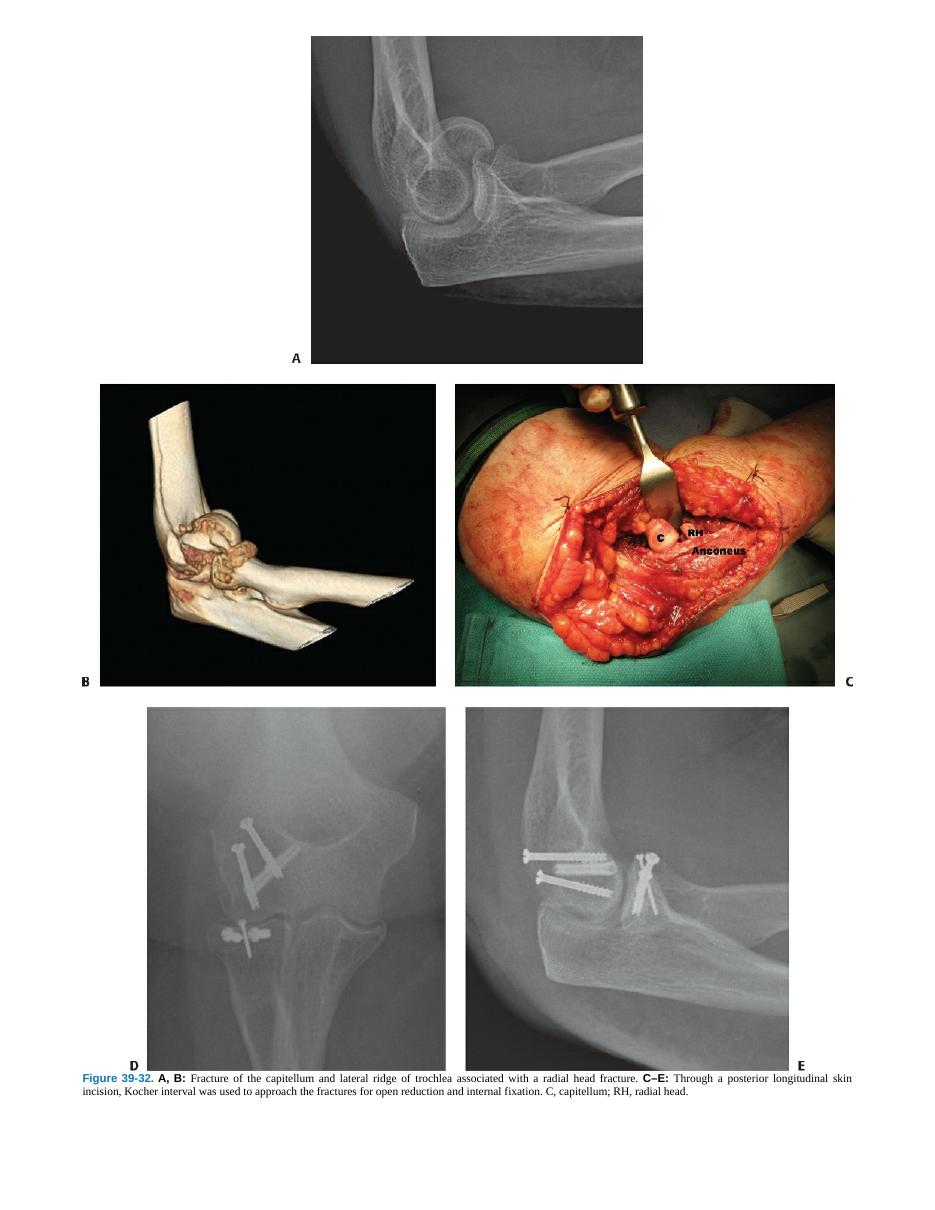 A
C
RH
Anconeus
B
C
D
E
Figure 39-32. A, B: Fracture of the capitellum and lateral ridge of trochlea associated with a radial head fracture. C–E: Through a posterior longitudinal skin
incision, Kocher interval was used to approach the fractures for open reduction and internal fixation. C, capitellum; RH, radial head.